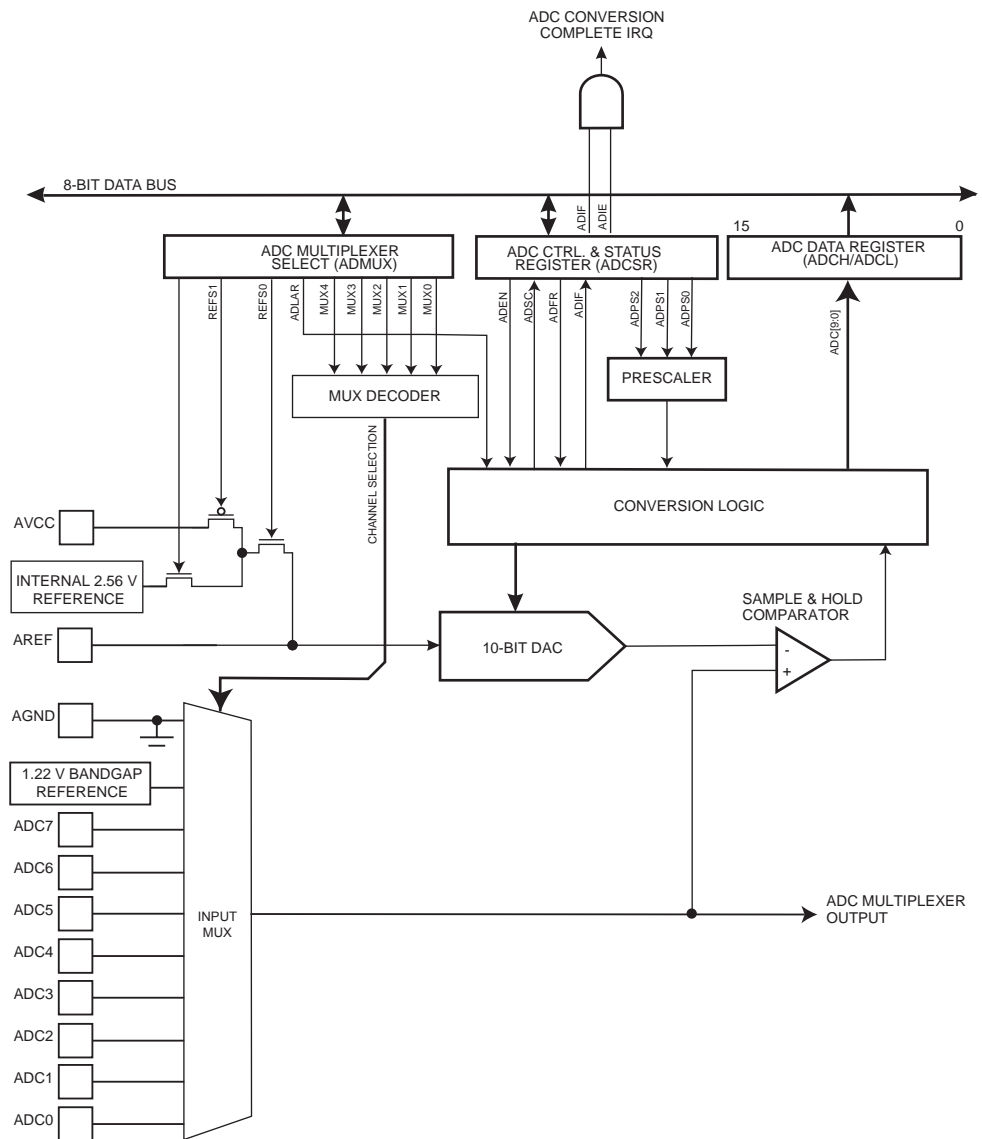 ADC CONVERSION
COMPLETE IRQ
8-BIT DATA BUS
ADIF
ADIE
15
0
ADC MULTIPLEXER
SELECT (ADMUX)
ADC CTRL. & STATUS
REGISTER (ADCSR)
ADC DATA REGISTER
(ADCH/ADCL)
REFS1
REFS0
ADLAR
MUX4
MUX3
MUX2
MUX1
MUX0
ADEN
ADSC
ADFR
ADIF
ADPS2
ADPS1
ADPS0
ADC[9:0]
PRESCALER
MUX DECODER
CHANNEL SELECTION
CONVERSION LOGIC
AVCC
INTERNAL 2.56 V
REFERENCE
SAMPLE & HOLD
COMPARATOR
AREF
10-BIT DAC
-
+
AGND
1.22 V BANDGAP
REFERENCE
ADC7
ADC6
ADC5
INPUT
MUX
ADC MULTIPLEXER
OUTPUT
ADC4
ADC3
ADC2
ADC1
ADC0